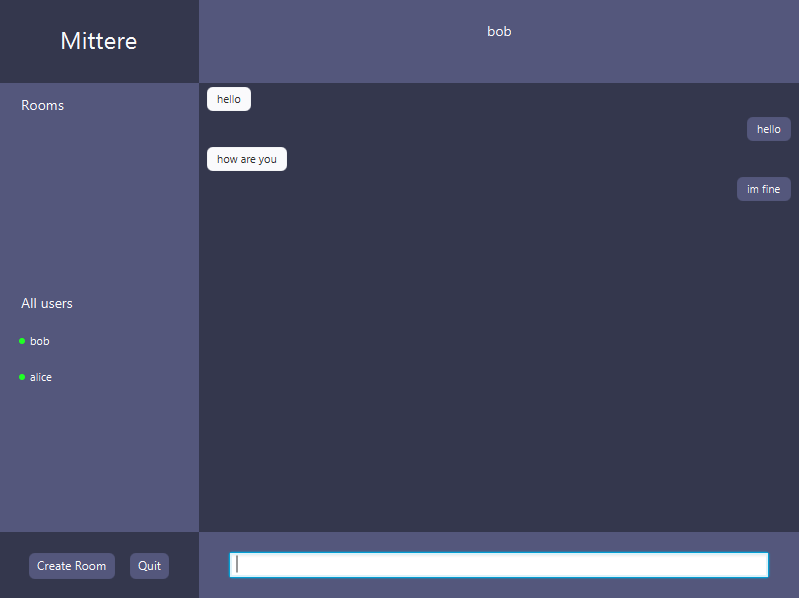 Mittere
bob
Rooms
hello
hello
how are you
im fine
All users
bob
alice
Create Room
Quit